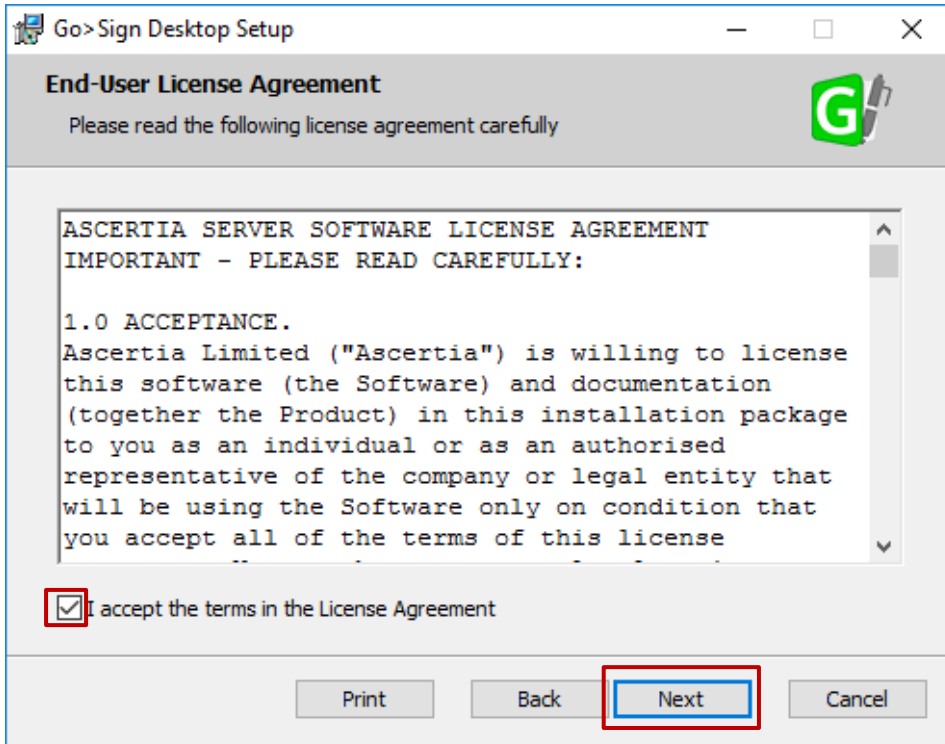 Go>Sign Desktop Setup
End-User License Agreement
Please read the following license agreement carefully
G
ASCERTIA SERVER SOFTWARE LICENSE AGREEMENT
IMPORTANT – PLEASE READ CAREFULLY:
1.0 ACCEPTANCE.
Ascertia Limited ("Ascertia") is willing to license
this software (the Software) and documentation
(together the Product) in this installation package
to you as an individual or as an authorised
representative of the company or legal entity that
will be using the Software only on condition that
you accept all of the terms of this license
I accept the terms in the License Agreement
Print
Back
Next
Cancel